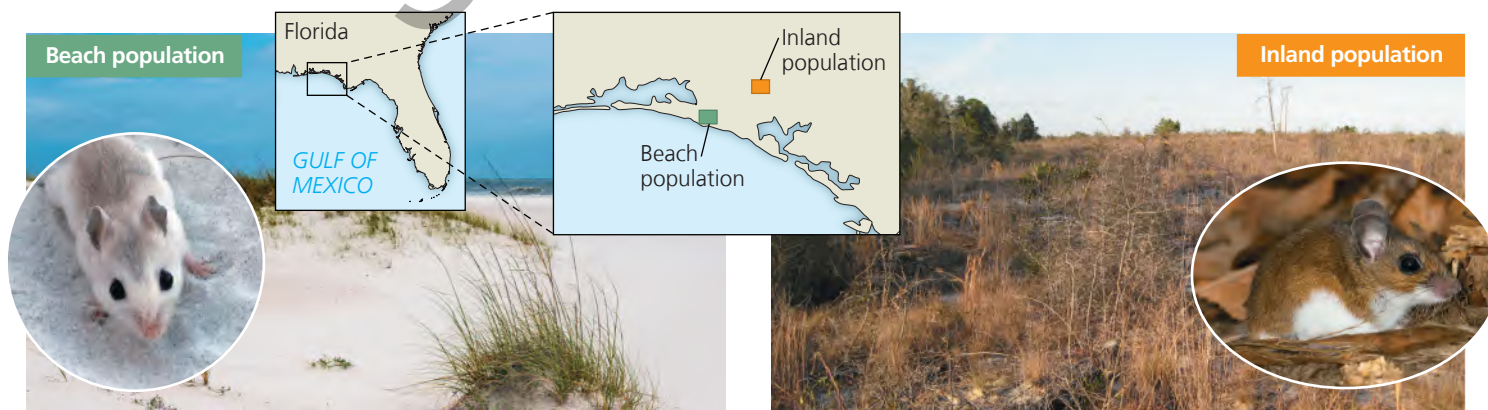 Beach population
Florida
GULF OF
MEXICO
Inland
population
Beach
population
Inland population